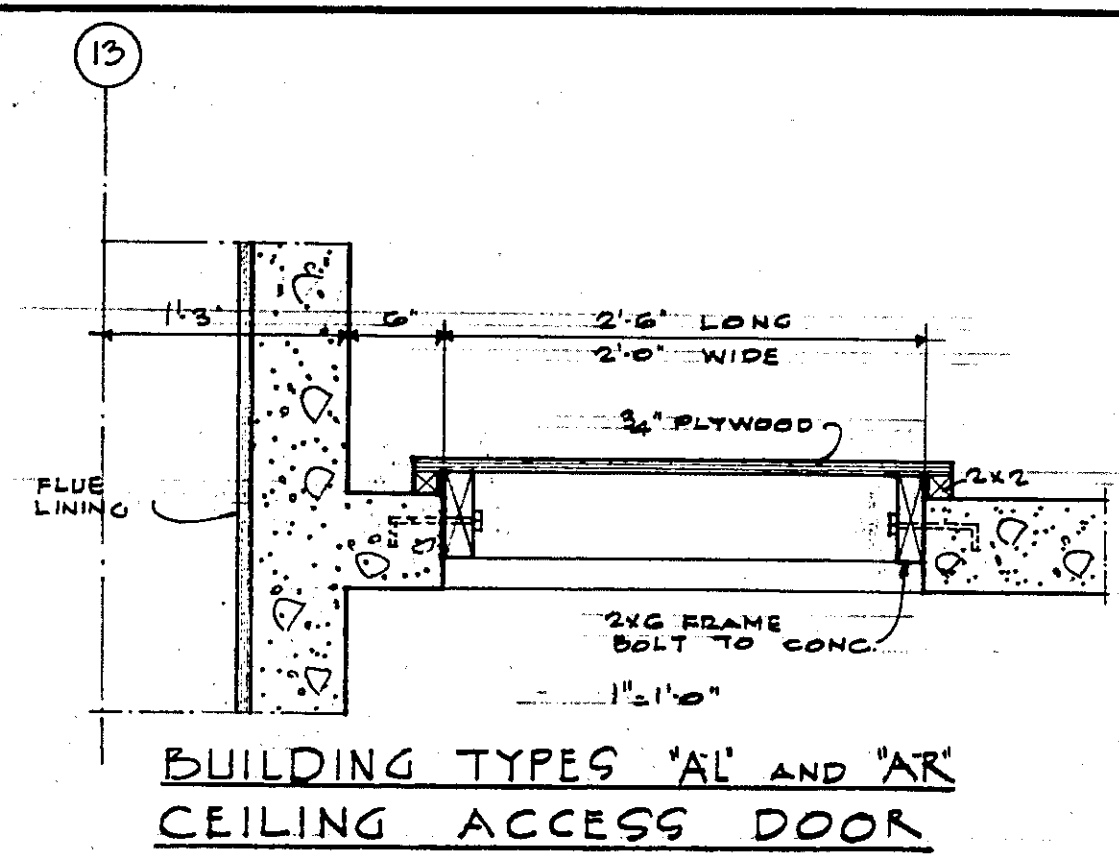 13
1'-3"
6"
2'-6" LONG
2'-0" WIDE
3/4" PLYWOOD
FLUE
LINING
2x2
2x6 FRAME
BOLT TO CONC.
1"=1'-0"
BUILDING TYPES "AL" AND "AR"
CEILING ACCESS DOOR